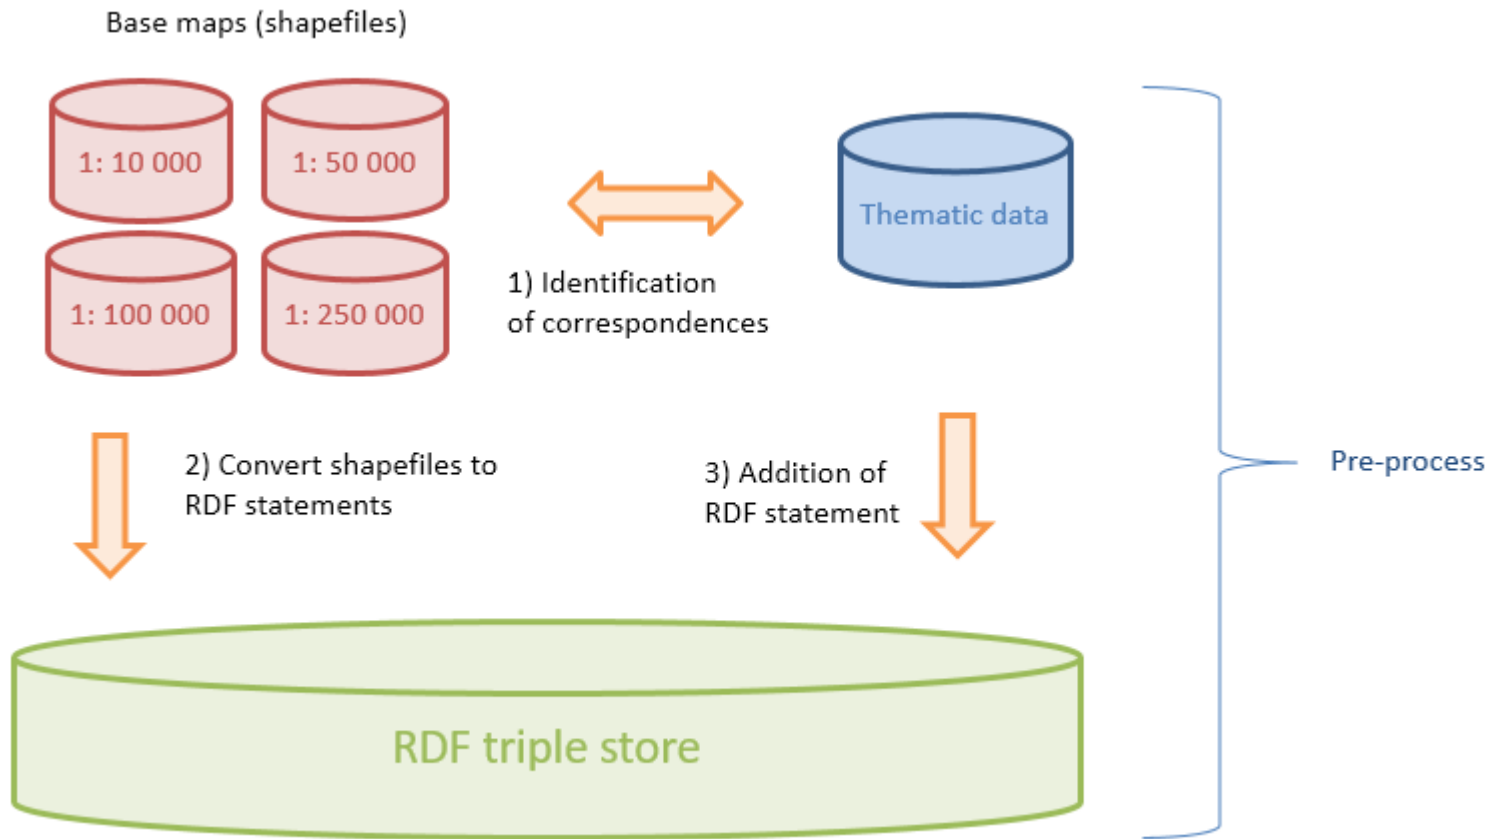 Base maps (shapefiles)
1: 10 000
1: 50 000
Thematic data
1: 100 000
1: 250 000
1) Identification
of correspondences
2) Convert shapefiles to
RDF statements
3) Addition of
RDF statement
Pre-process
RDF triple store